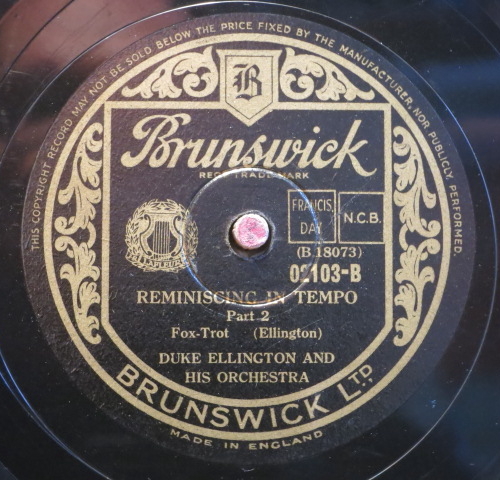 THIS COPYRIGHT RECORD MAY NOT BE SOLD BELOW THE PRICE FIXED BY THE MANUFACTURER, NOR PUBLICLY PERFORMED.
B
Brunswick
REG. TRADE MARK
FRANCIS, DAY
N.C.B.
LAFLEUR
(B.18073)
02103-B
REMINISCING IN TEMPO
Part 2
Fox-Trot (Ellington)
DUKE ELLINGTON AND
HIS ORCHESTRA
BRUNSWICK LTD
MADE IN ENGLAND